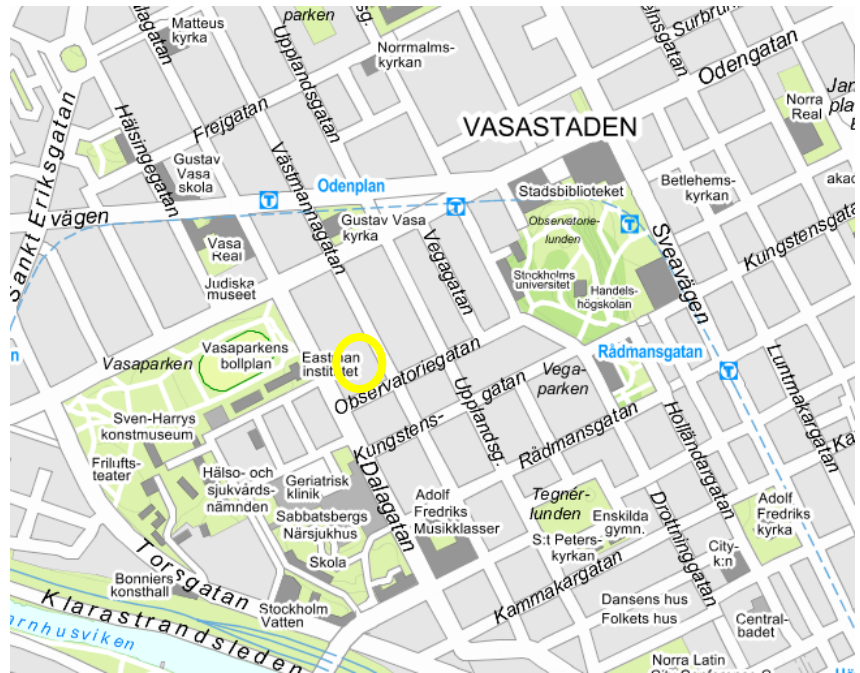 Matteus
kyrka
parken
Upplandsgatan
Norrmalms-
kyrkan
Odengatan
Norra
Real
Sankt Eriksgatan
Hälsingegatan
Frejgatan
VASASTADEN
Gustav
Vasa
skola
Västmannagatan
Odenplan
T
Stadsbiblioteket
Betlehems-
kyrkan
vägen
Gustav Vasa
kyrka
T
Observatorie-
lunden
T
Kungstensgatan
Vasa
Real
Vegagatan
Sveavägen
Judiska
museet
Stockholms
universitet
Handels-
högskolan
Vasaparken
Vasaparkens
bollplan
Eastman
institutet
Observatoriegatan
Rådmansgatan
T
Vega-
parken
Luntmakargatan
Sven-Harrys
konstmuseum
Kungstens-
gatan
Upplandsg.
Rådmansgatan
Holländargatan
Frilufts-
teater
Hälso- och
sjukvårds-
nämnden
Geriatrisk
klinik
Dalagatan
Sabbatsbergs
Närsjukhus
Adolf
Fredriks
Musikklasser
Tegnér-
lunden
Enskilda
gymn.
S:t Peters-
kyrkan
Drottninggatan
Adolf
Fredriks
kyrka
Torsgatan
Skola
City-
k:n
Bonniers
konsthall
Stockholm
Vatten
Kammakargatan
Dansens hus
Folkets hus
Central-
badet
Klarastrandsleden
rnhusviken
Norra Latin